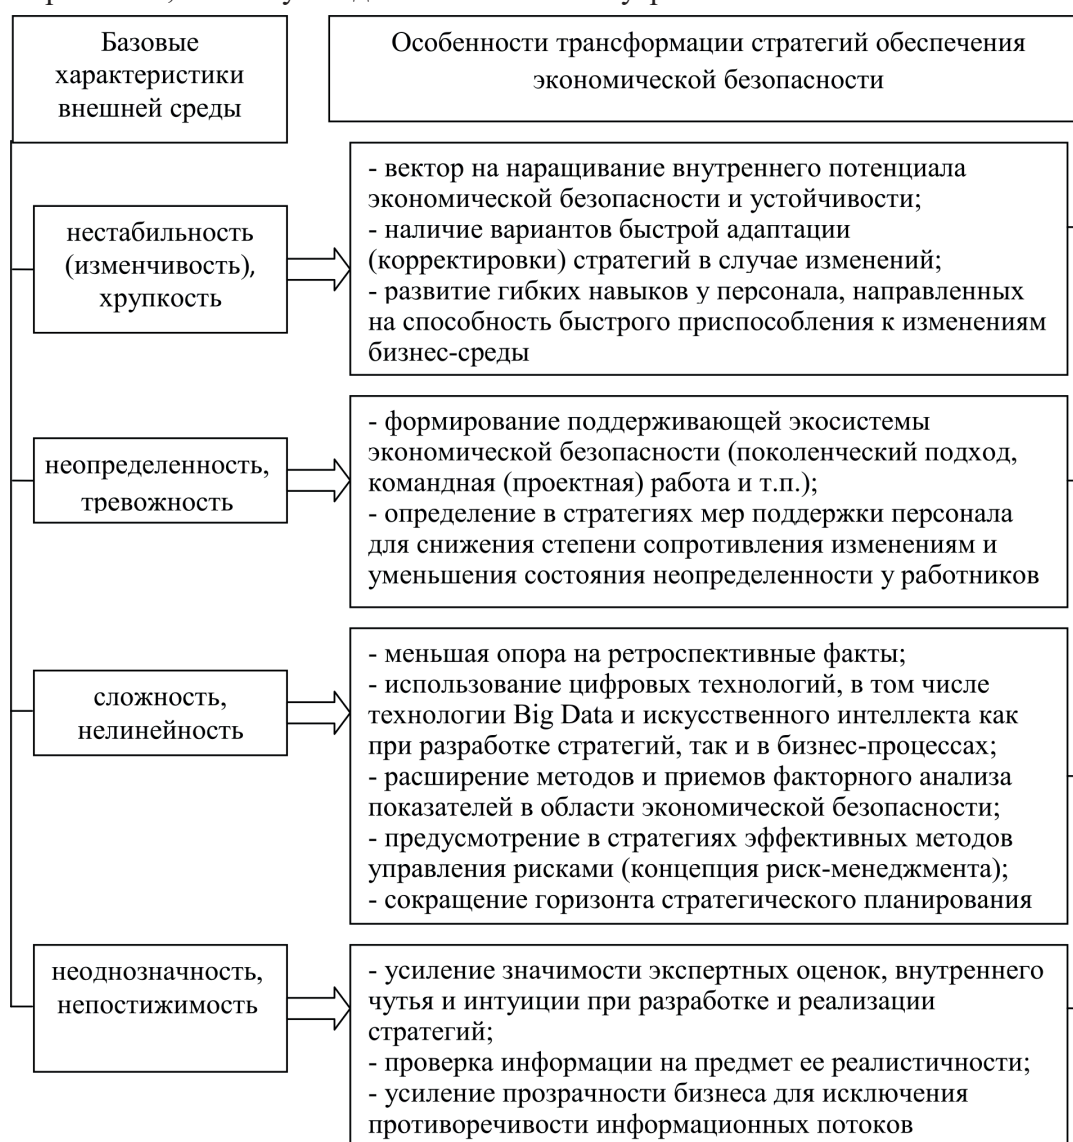 Базовые
характеристики
внешней среды
Особенности трансформации стратегий обеспечения
экономической безопасности
нестабильность
(изменчивость),
хрупкость
- вектор на наращивание внутреннего потенциала
экономической безопасности и устойчивости;
- наличие вариантов быстрой адаптации
(корректировки) стратегий в случае изменений;
- развитие гибких навыков у персонала, направленных
на способность быстрого приспособления к изменениям
бизнес-среды
неопределенность,
тревожность
- формирование поддерживающей экосистемы
экономической безопасности (поколенческий подход,
командная (проектная) работа и т.п.);
- определение в стратегиях мер поддержки персонала
для снижения степени сопротивления изменениям и
уменьшения состояния неопределенности у работников
сложность,
нелинейность
- меньшая опора на ретроспективные факты;
- использование цифровых технологий, в том числе
технологии Big Data и искусственного интеллекта как
при разработке стратегий, так и в бизнес-процессах;
- расширение методов и приемов факторного анализа
показателей в области экономической безопасности;
- предусмотрение в стратегиях эффективных методов
управления рисками (концепция риск-менеджмента);
- сокращение горизонта стратегического планирования
неоднозначность,
непостижимость
- усиление значимости экспертных оценок, внутреннего
чутья и интуиции при разработке и реализации
стратегий;
- проверка информации на предмет ее реалистичности;
- усиление прозрачности бизнеса для исключения
противоречивости информационных потоков